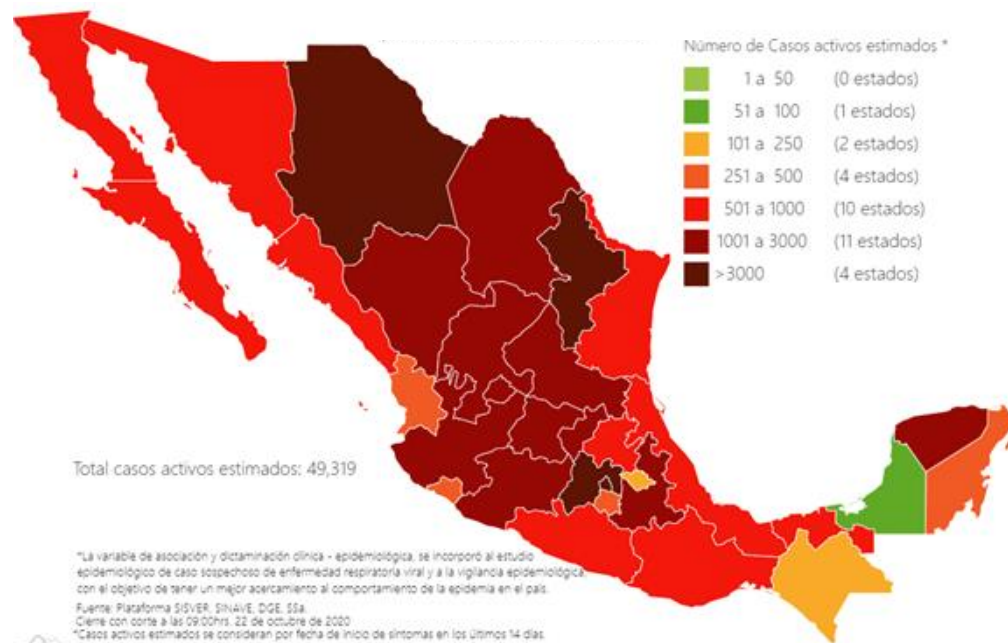 Número de Casos activos estimados *
1 a 50 (0 estados)
51 a 100 (1 estados)
101 a 250 (2 estados)
251 a 500 (4 estados)
501 a 1000 (10 estados)
1001 a 3000 (11 estados)
>3000 (4 estados)
Total casos activos estimados: 49,319
*La variable de asociación y dictaminación clínica - epidemiológica, se incorporó al estudio
epidemiológico de caso sospechoso de enfermedad respiratoria viral y a la vigilancia epidemiológica,
con el objetivo de tener un mejor acercamiento al comportamiento de la epidemia en el país.
Fuente: Plataforma SISVER, SINAVE, DGE, SSa.
Cierre con corte a las 09:00hrs, 22 de octubre de 2020
*Casos activos estimados se consideran por fecha de inicio de síntomas en los últimos 14 días.